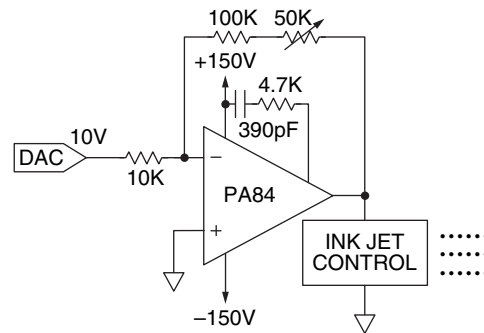 100K 50K
+150V
4.7K
390pF
10V
DAC
10K
−
PA84
+
INK JET
CONTROL
−150V